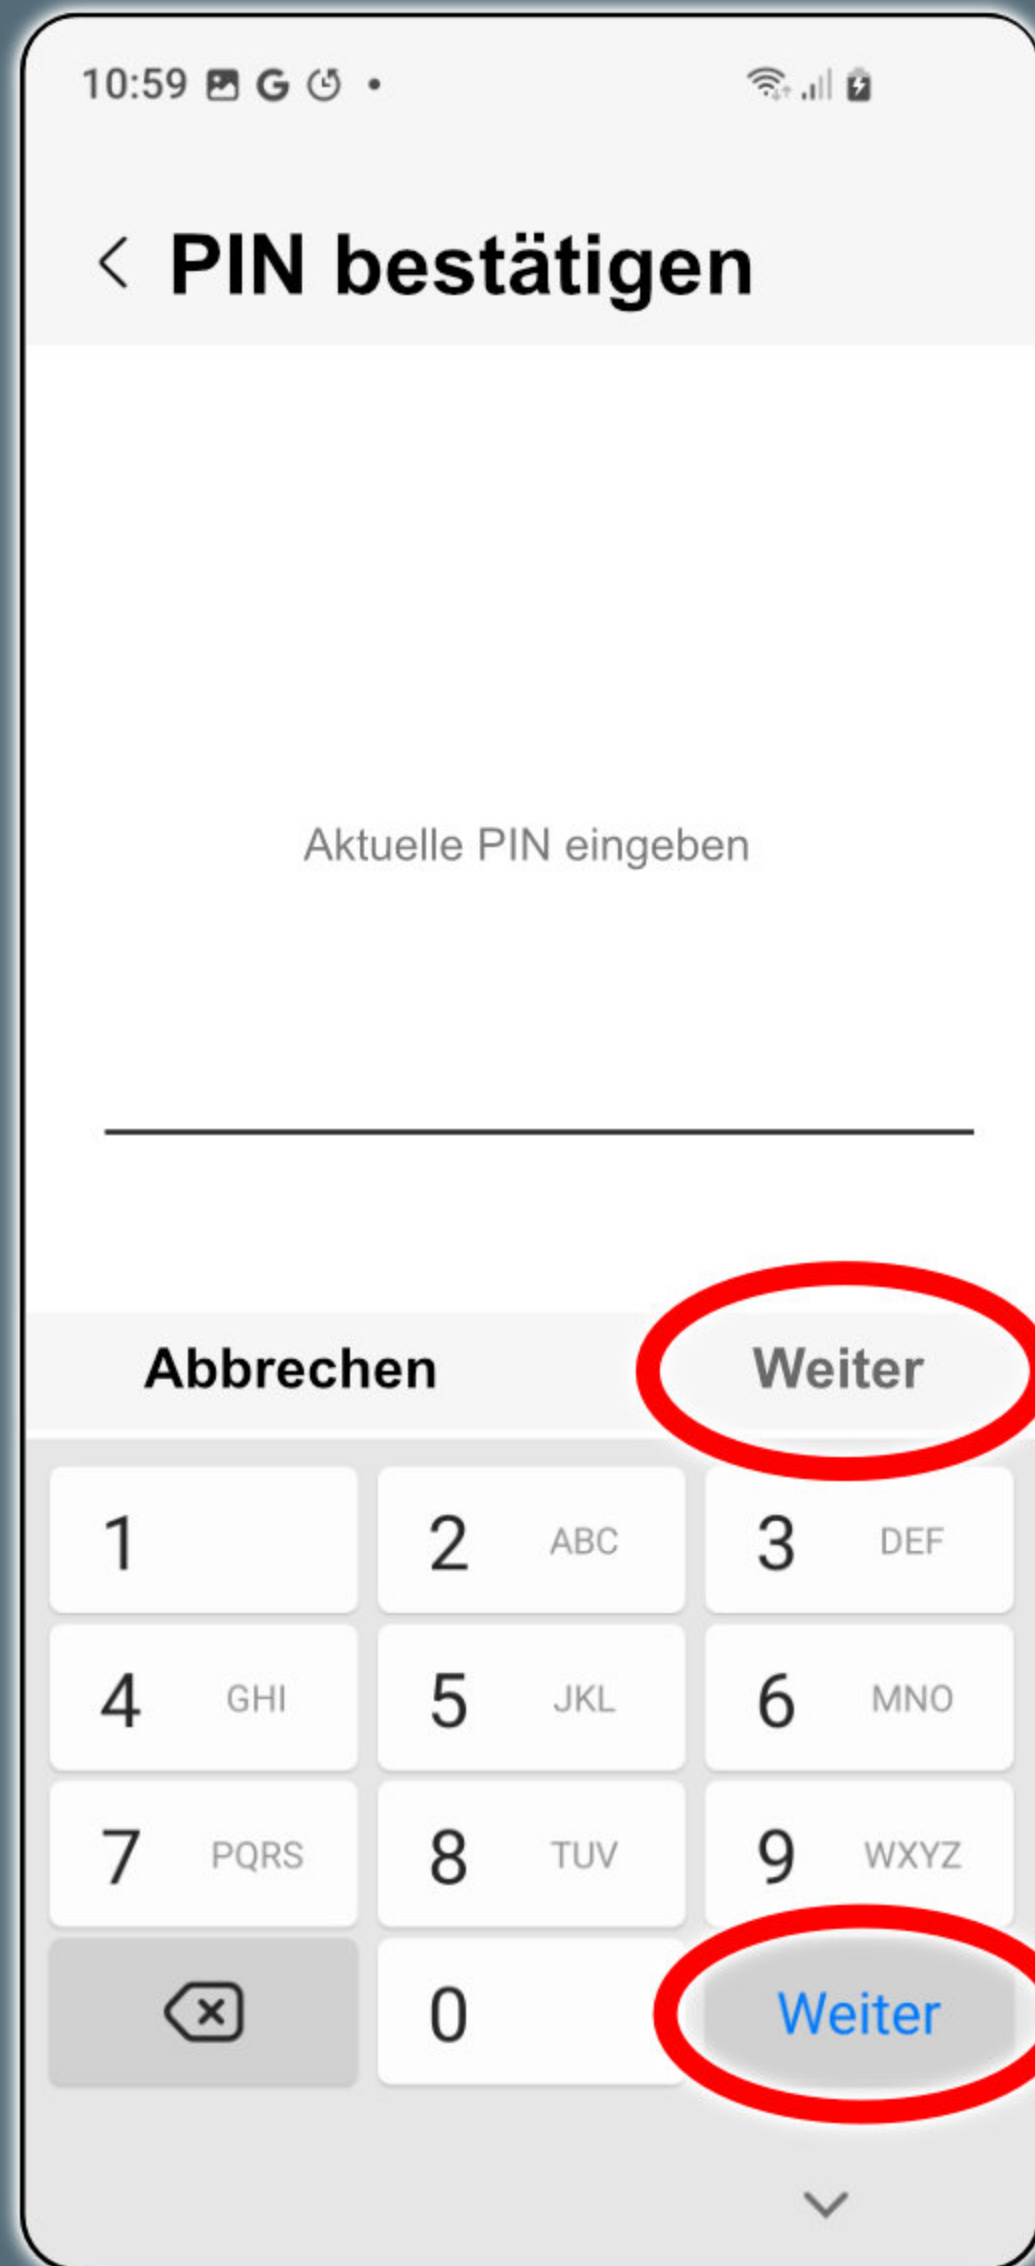 10:59 G
PIN bestätigen
Aktuelle PIN eingeben
Abbrechen Weiter
1 2 ABC 3 DEF
4 GHI 5 JKL 6 MNO
7 PQRS 8 TUV 9 WXYZ
0 Weiter